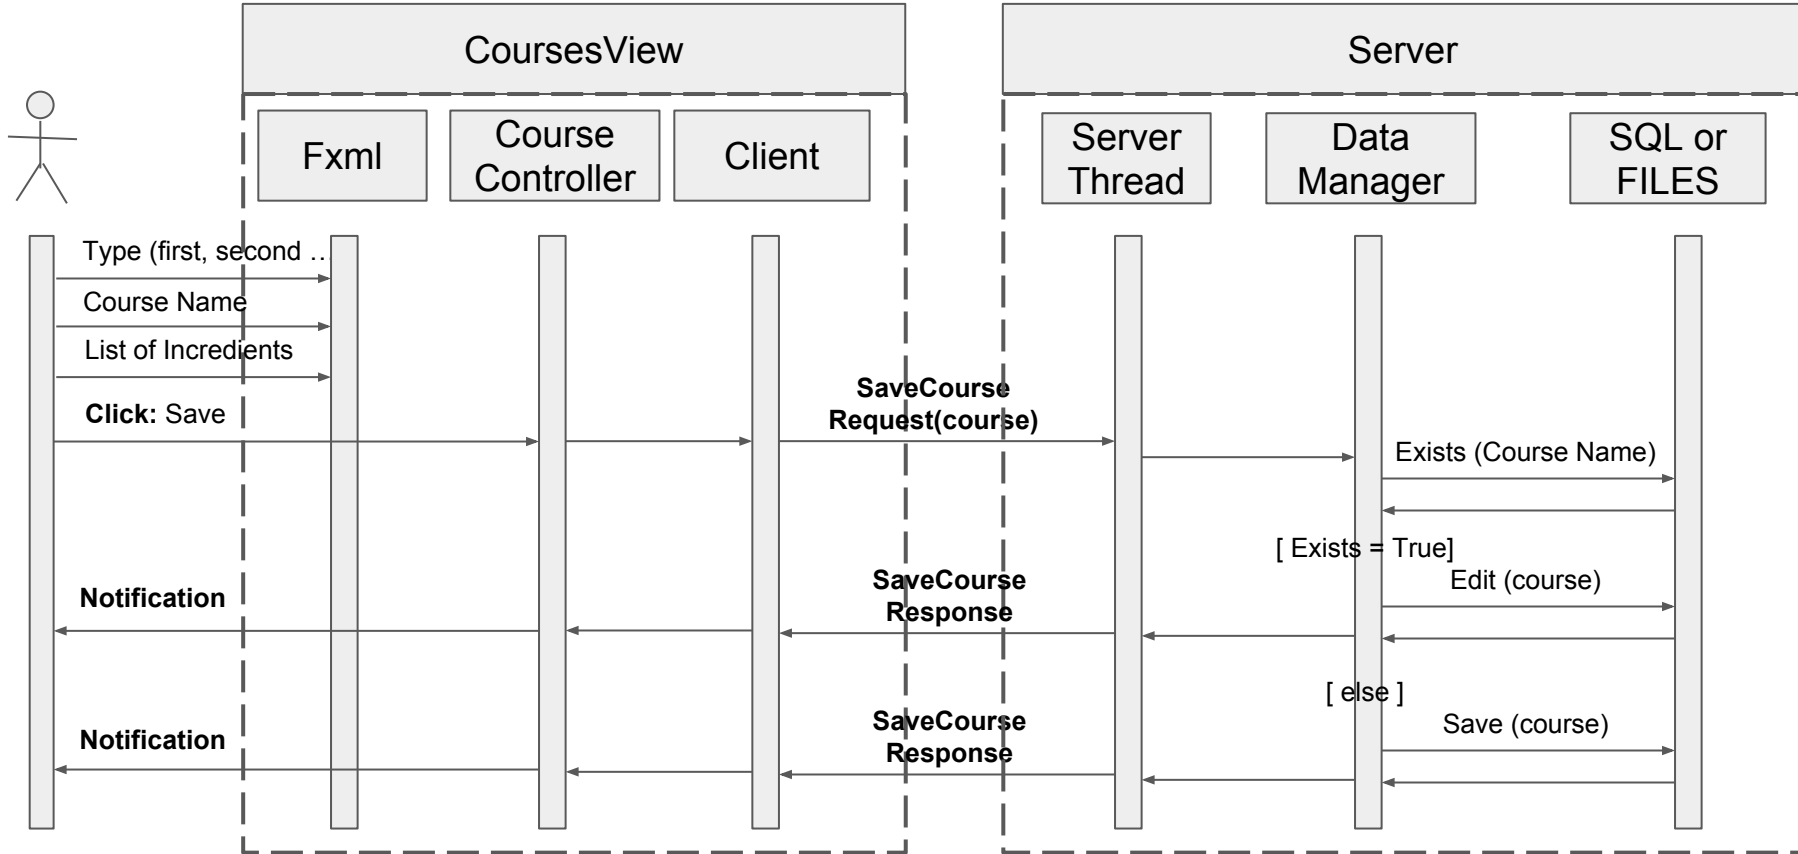 CoursesView
Server
Fxml
Course
Controller
Client
Server
Thread
Data
Manager
SQL or
FILES
Type (first, second …
Course Name
List of Incredients
Click: Save
SaveCourse
Request(course)
Exists (Course Name)
[ Exists = True]
Edit (course)
SaveCourse
Response
Notification
[ else ]
Save (course)
SaveCourse
Response
Notification